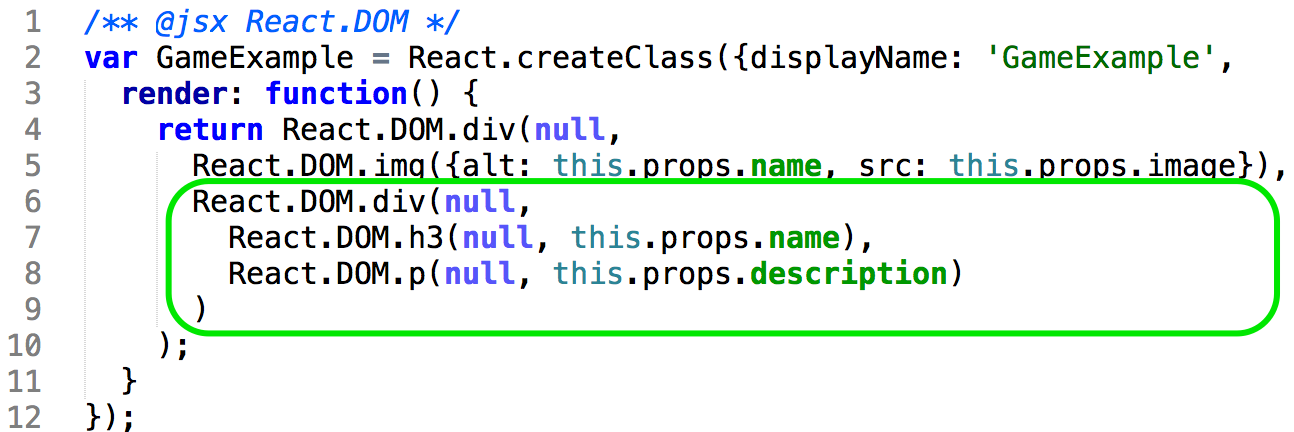 1 /** @jsx React.DOM */
2 var GameExample = React.createClass({displayName: 'GameExample',
3 render: function() {
4 return React.DOM.div(null,
5 React.DOM.img({alt: this.props.name, src: this.props.image}),
6 React.DOM.div(null,
7 React.DOM.h3(null, this.props.name),
8 React.DOM.p(null, this.props.description)
9 )
10 );
11 }
12 });